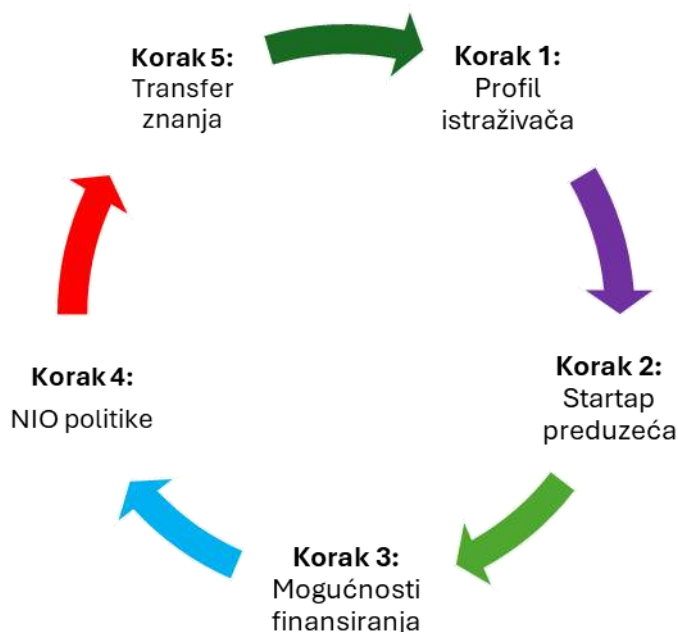 Korak 1:
Profil
istraživača
Korak 2:
Startap
preduzeća
Korak 3:
Mogućnosti
finansiranja
Korak 4:
NIO politike
Korak 5:
Transfer
znanja